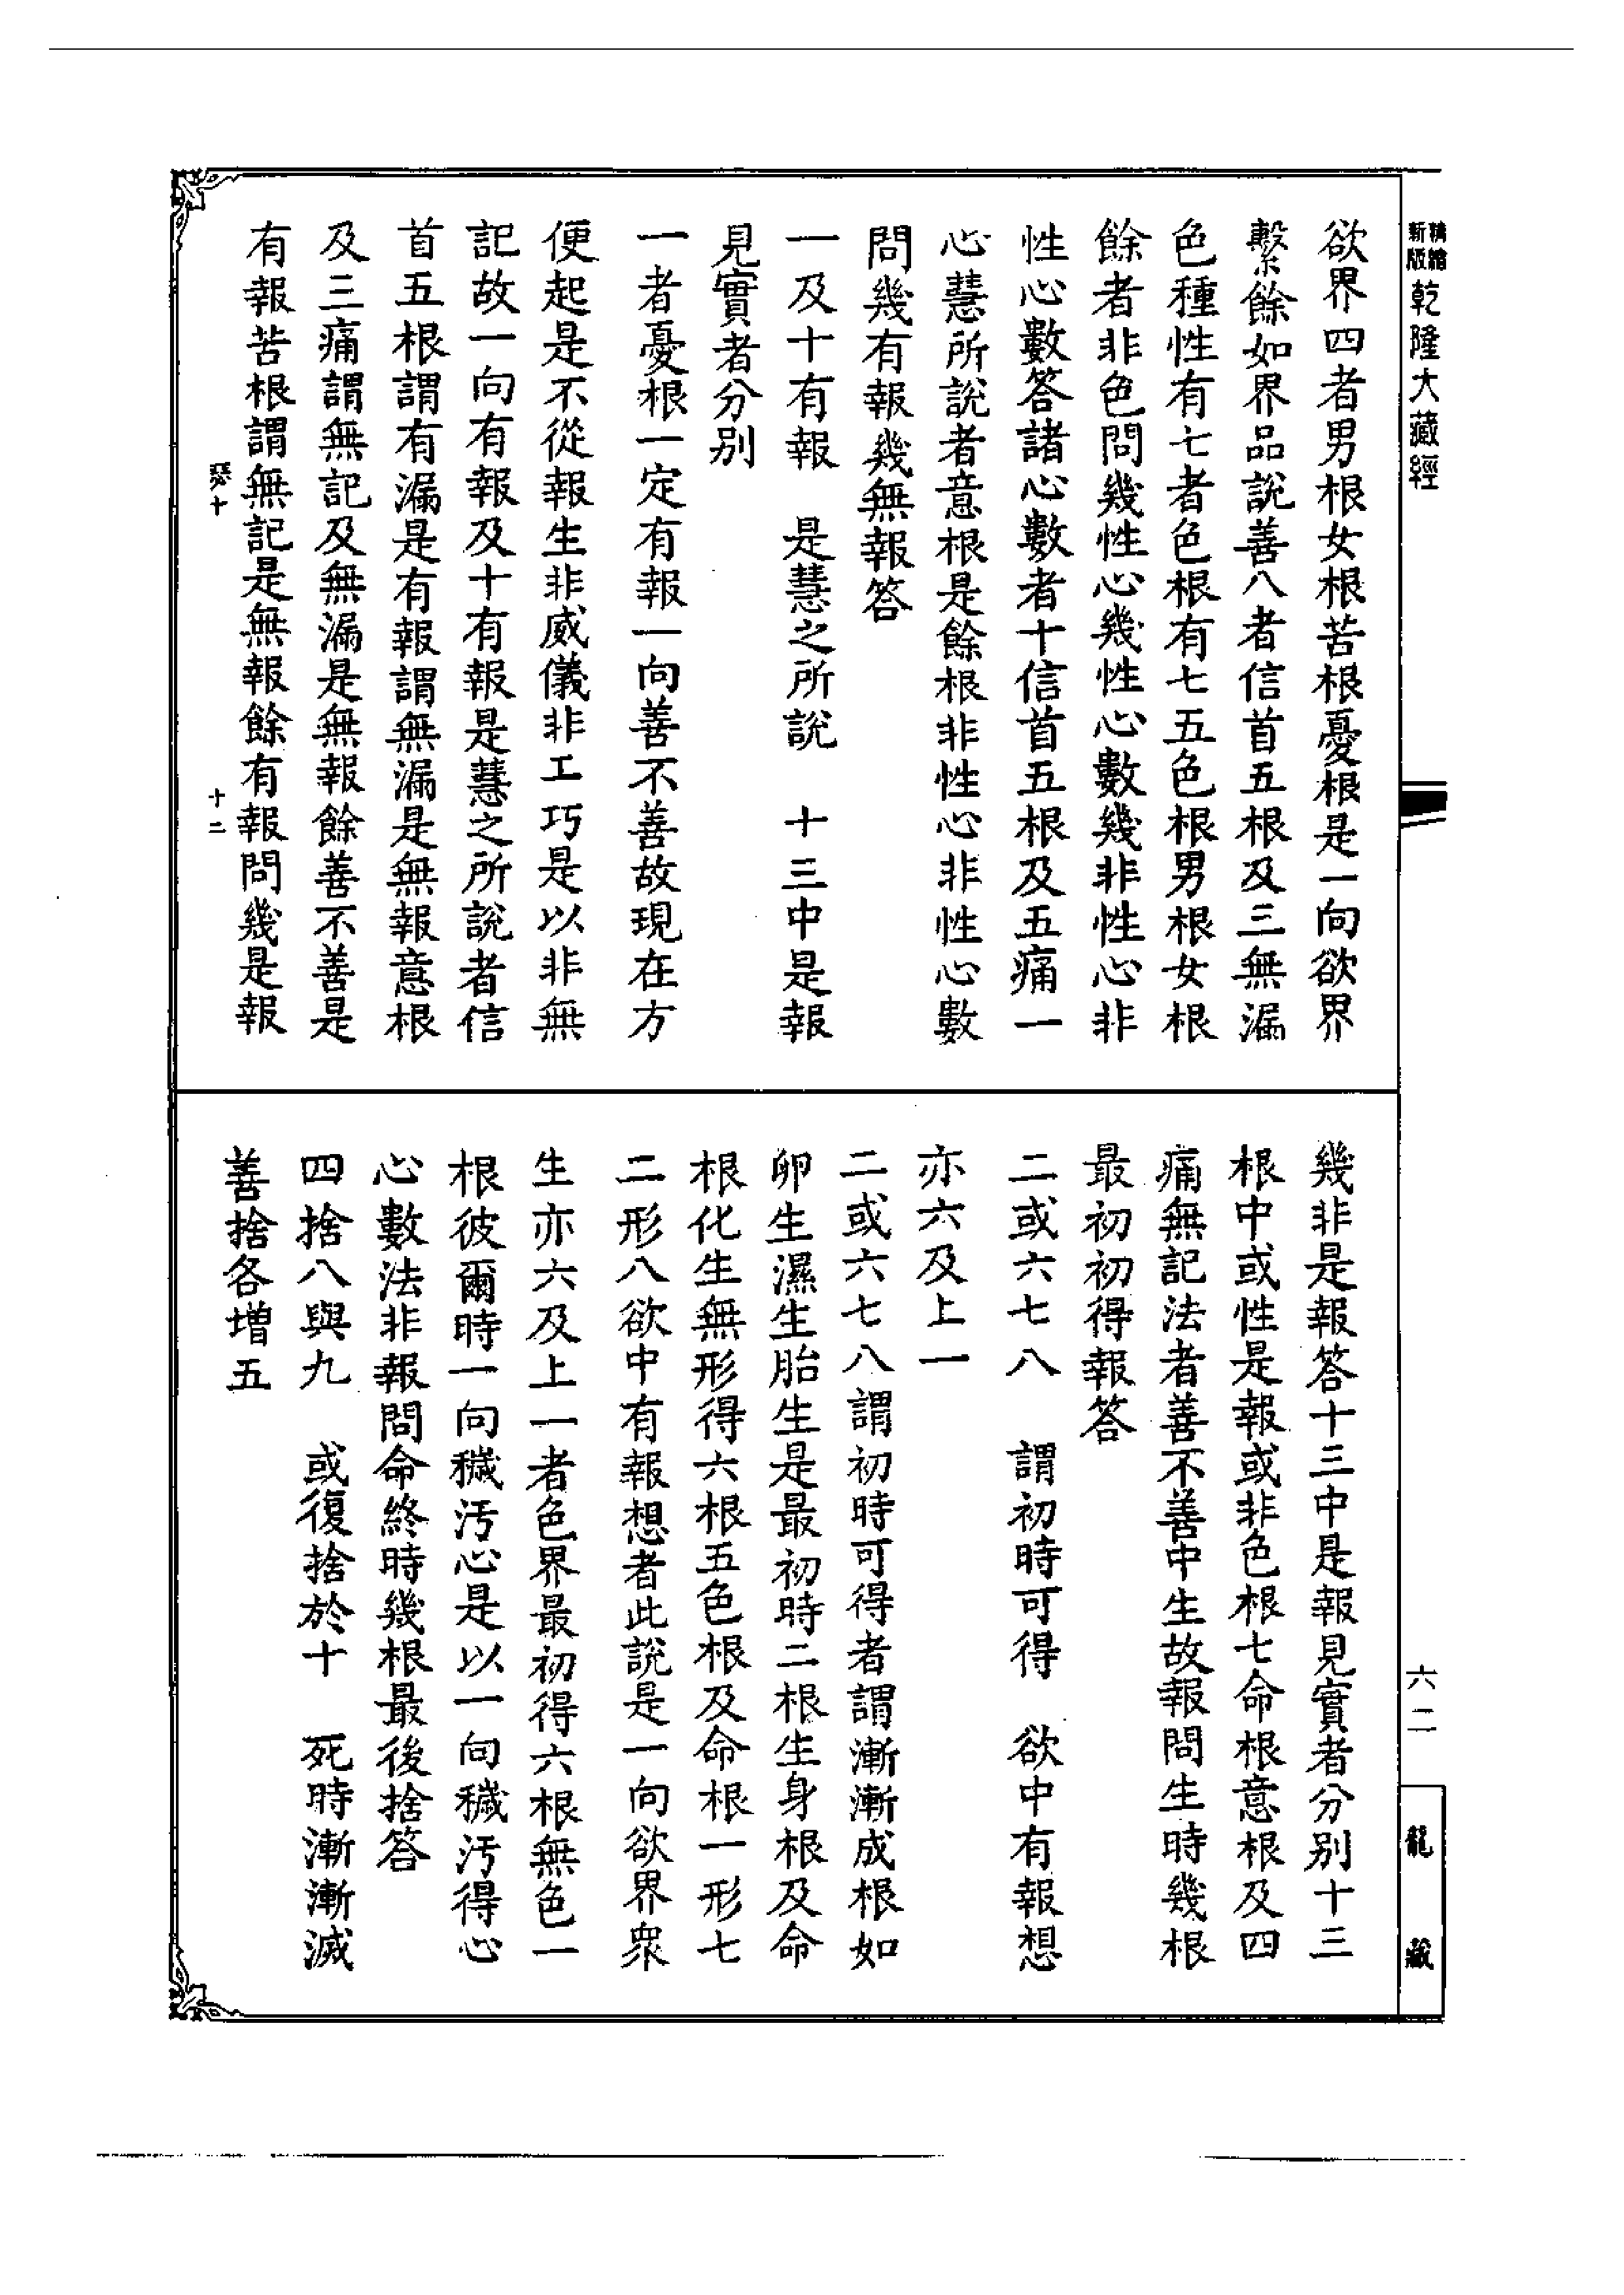 新版精縮乾隆大藏經
欲界四者男根女根苦根憂根是一向欲界
繫餘如界品說善八者信首五根及三無漏
色種性有七者色根有七五色根男根女根
餘者非色問幾性心幾性心數幾非性心非
性心數答諸心數者十信首五根及五痛一
心慧所說者意根是餘根非性心非性心數
問幾有報幾無報答
一及十有報　是慧之所說　十三中是報
見實者分別
一者憂根一定有報一向善不善故現在方
便起是不從報生非威儀非工巧是以非無
記故一向有報及十有報是慧之所說者信
首五根謂有漏是有報謂無漏是無報意根
及三痛謂無記及無漏是無報餘善不善是
有報苦根謂無記是無報餘有報問幾是報
十二
幾非是報答十三中是報見實者分別十三
根中或性是報或非色根七命根意根及四
痛無記法者善不善中生故報問生時幾根
最初初得報答
二或六七八　謂初時可得　欲中有報想
亦六及上一
二或六七八謂初時可得者謂漸漸成根如
卵生濕生胎生是最初時二根生身根及命
根化生無形得六根五色根及命根一形七
二形八欲中有報想者此說是一向欲界眾
生亦六及上一者色界最初得六根無色一
根彼爾時一向穢污心是以一向穢污得心
心數法非報問命終時幾根最後捨答
四捨八與九　或復捨於十　死時漸漸滅
善捨各增五
六二
龍藏